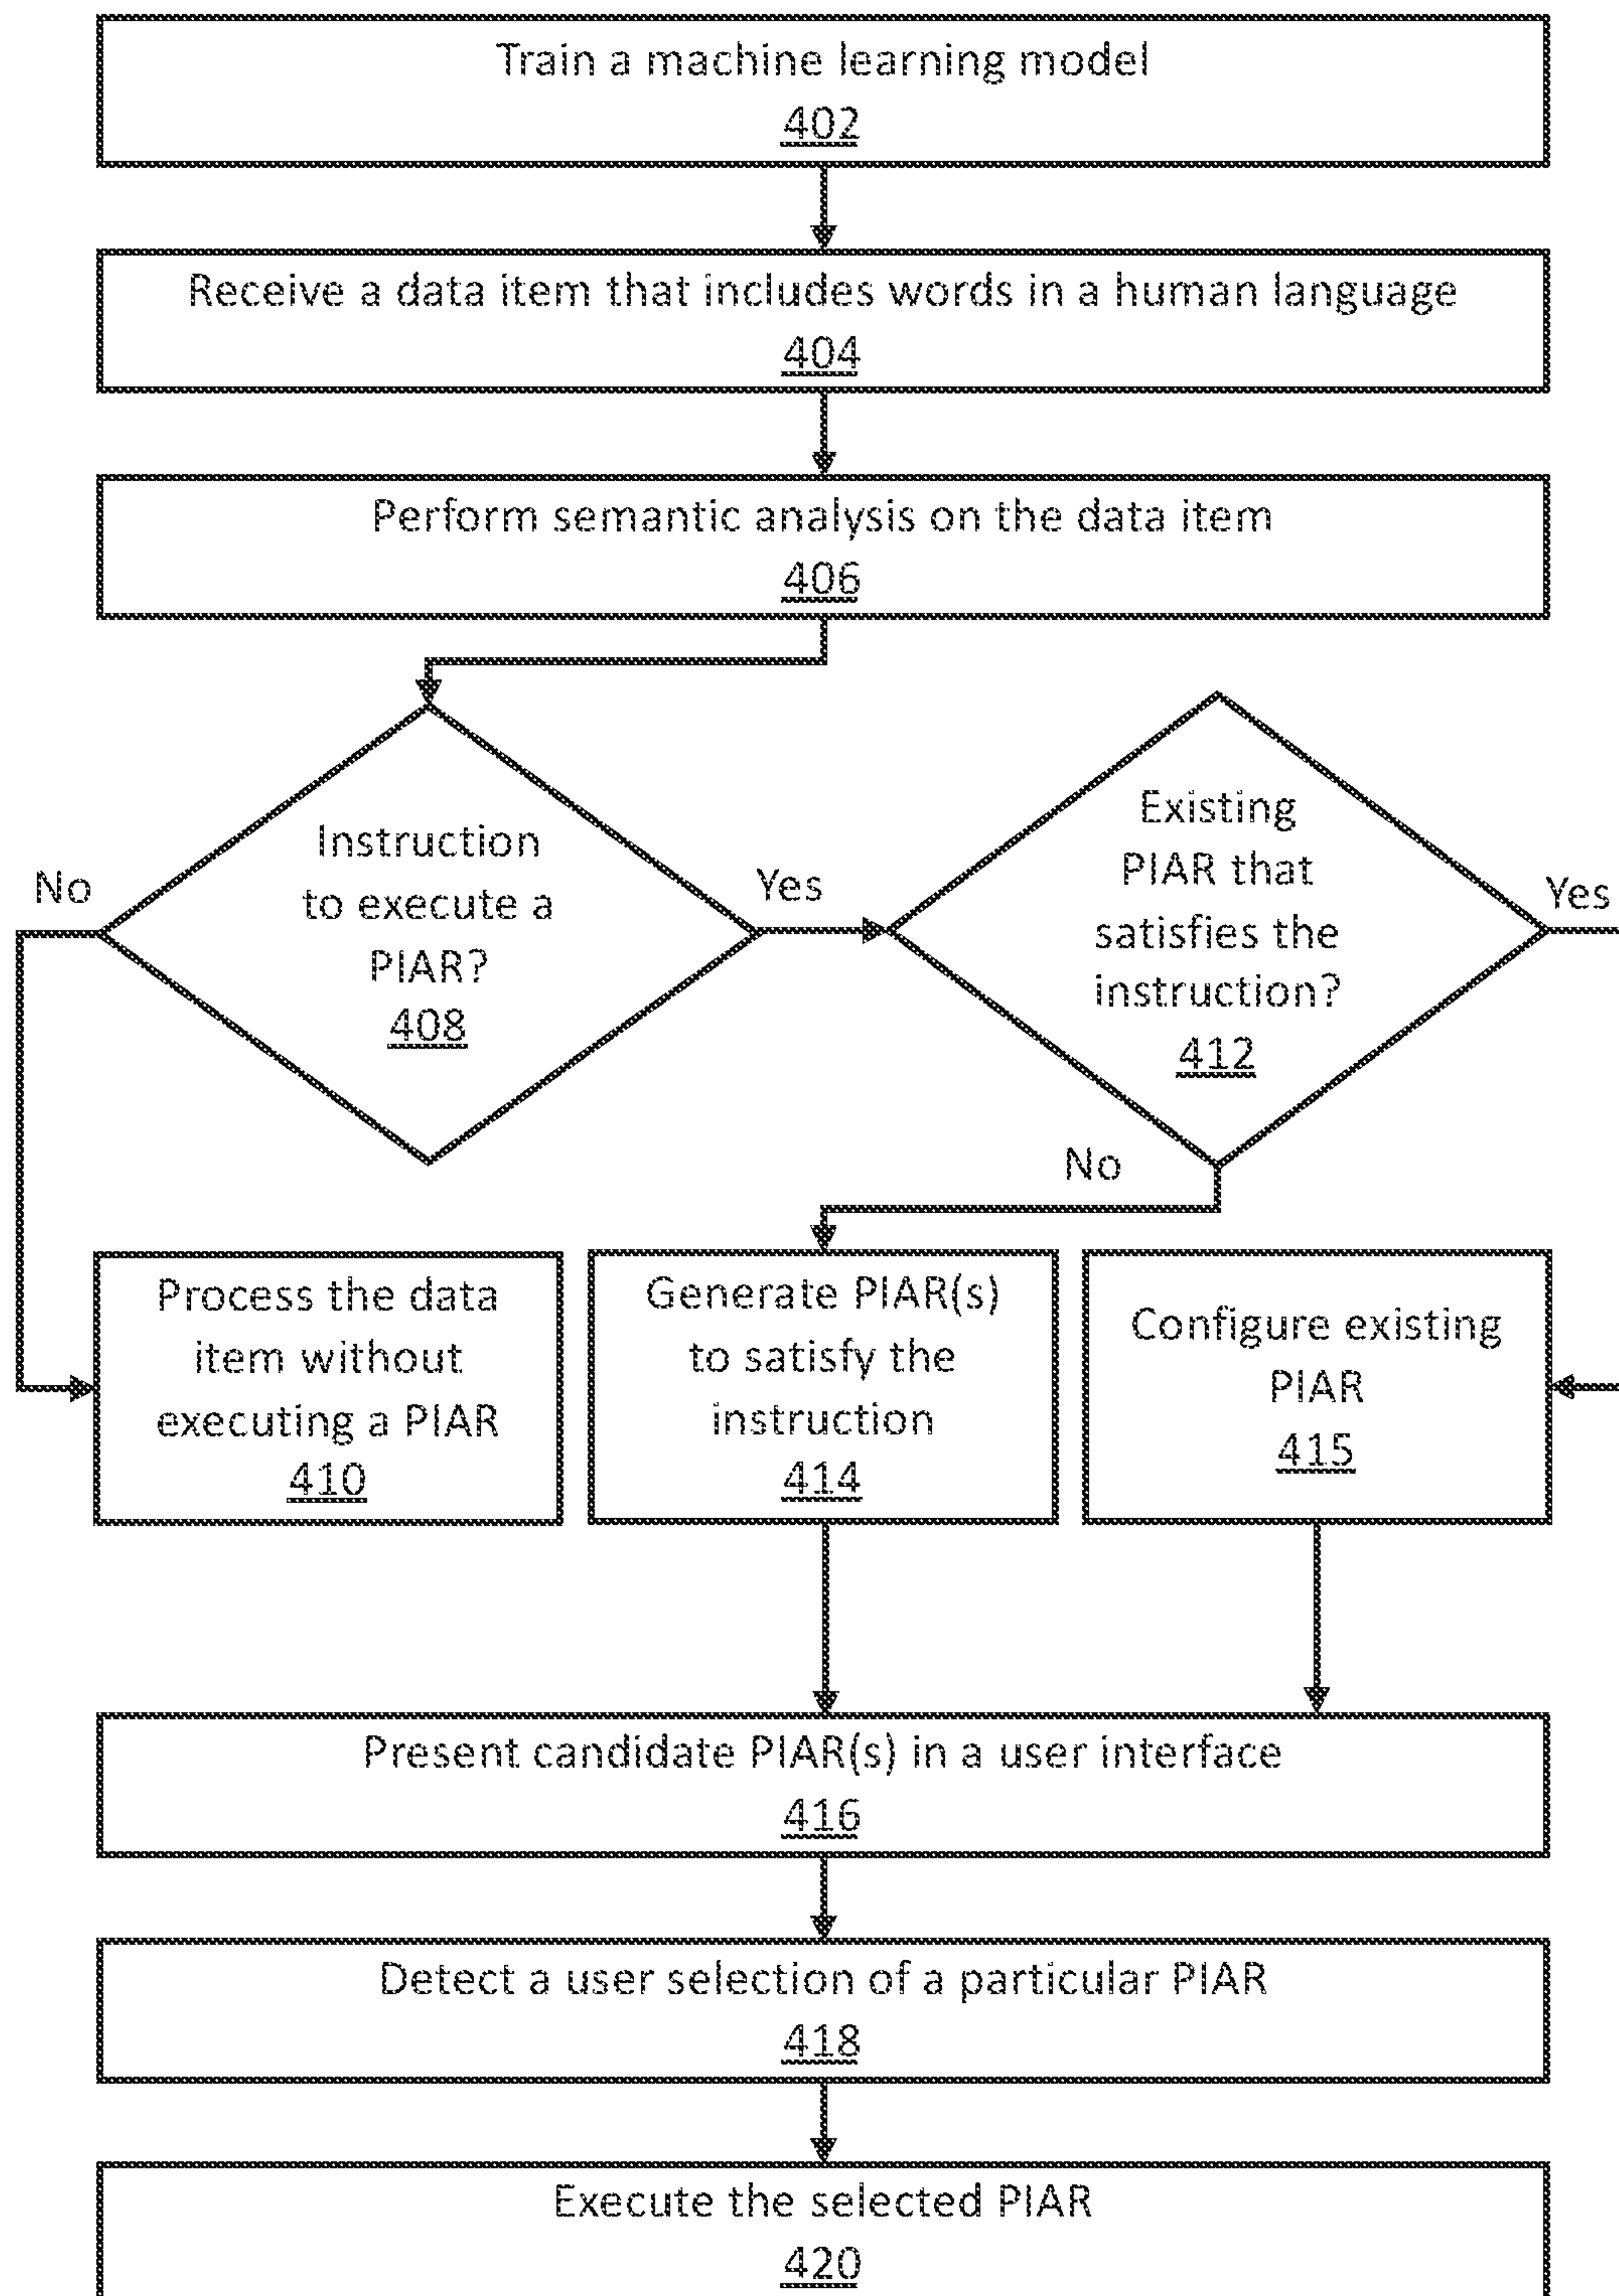 Train a machine learning model
402
Receive a data item that includes words in a human language
404
Perform semantic analysis on the data item
406
No
Instruction
to execute a
PIAR?
408
Yes
Existing
PIAR that
satisfies the
instruction?
412
Yes
No
Process the data
item without
executing a PIAR
410
Generate PIAR(s)
to satisfy the
instruction
414
Configure existing
PIAR
415
Present candidate PIAR(s) in a user interface
416
Detect a user selection of a particular PIAR
418
Execute the selected PIAR
420